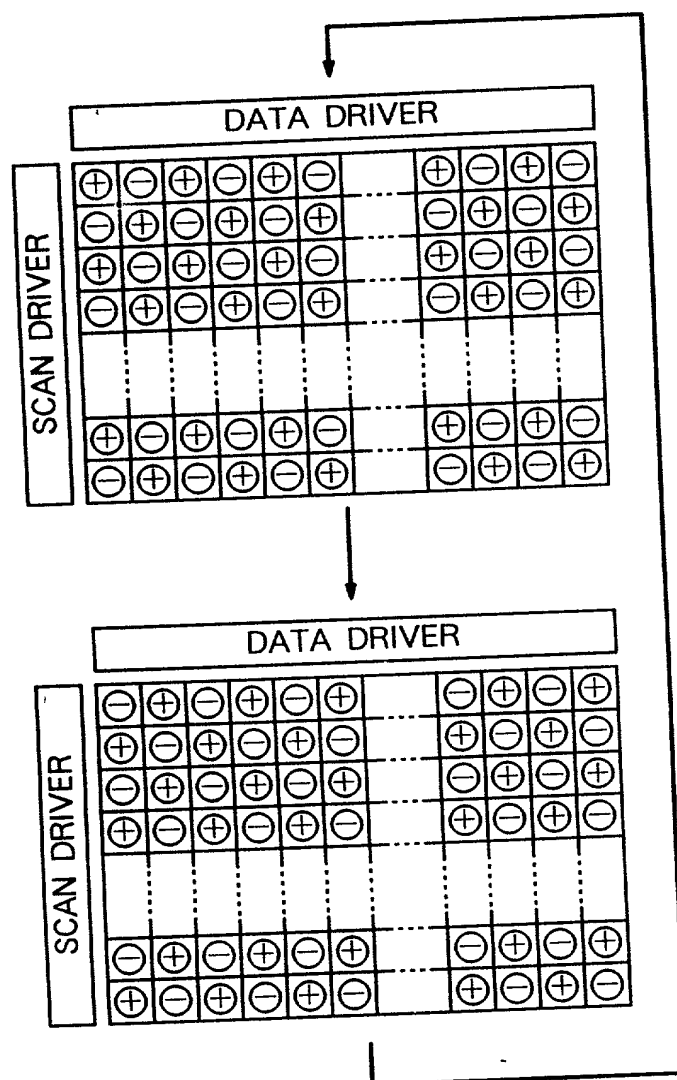 DATA DRIVER
SCAN DRIVER
⊕ ⊖ ⊕ ⊖ ⊕ ⊖ ⊕ ⊖ ⊕ ⊖
⊖ ⊕ ⊖ ⊕ ⊖ ⊕ ⊖ ⊕ ⊖ ⊕
⊕ ⊖ ⊕ ⊖ ⊕ ⊖ ⊕ ⊖ ⊕ ⊖
⊖ ⊕ ⊖ ⊕ ⊖ ⊕ ⊖ ⊕ ⊖ ⊕
⊕ ⊖ ⊕ ⊖ ⊕ ⊖ ⊕ ⊖ ⊕ ⊖
⊖ ⊕ ⊖ ⊕ ⊖ ⊕ ⊖ ⊕ ⊖ ⊕
DATA DRIVER
SCAN DRIVER
⊖ ⊕ ⊖ ⊕ ⊖ ⊕ ⊖ ⊕ ⊖ ⊕
⊕ ⊖ ⊕ ⊖ ⊕ ⊖ ⊕ ⊖ ⊕ ⊖
⊖ ⊕ ⊖ ⊕ ⊖ ⊕ ⊖ ⊕ ⊖ ⊕
⊕ ⊖ ⊕ ⊖ ⊕ ⊖ ⊕ ⊖ ⊕ ⊖
⊖ ⊕ ⊖ ⊕ ⊖ ⊕ ⊖ ⊕ ⊖ ⊕
⊕ ⊖ ⊕ ⊖ ⊕ ⊖ ⊕ ⊖ ⊕ ⊖